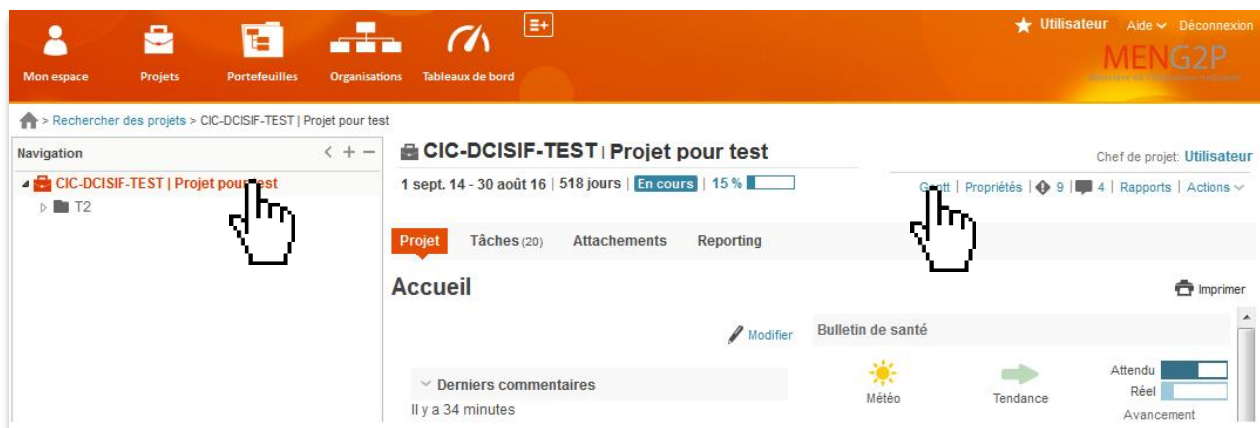 ★ Utilisateur Aide Déconnexion
Mon espace Projets Portefeuilles Organisations Tableaux de bord
MENG2P
> Rechercher des projets > CIC-DCISIF-TEST | Projet pour test
Navigation < + −
CIC-DCISIF-TEST | Projet pour test
T2
CIC-DCISIF-TEST | Projet pour test
Chef de projet: Utilisateur
1 sept. 14 - 30 août 16 | 518 jours | En cours | 15 %
Gantt | Propriétés | 9 | 4 | Rapports | Actions
Projet Tâches (20) Attachements Reporting
Accueil
Imprimer
Modifier
Bulletin de santé
Derniers commentaires
Il y a 34 minutes
Météo
Tendance
Attendu
Réel
Avancement